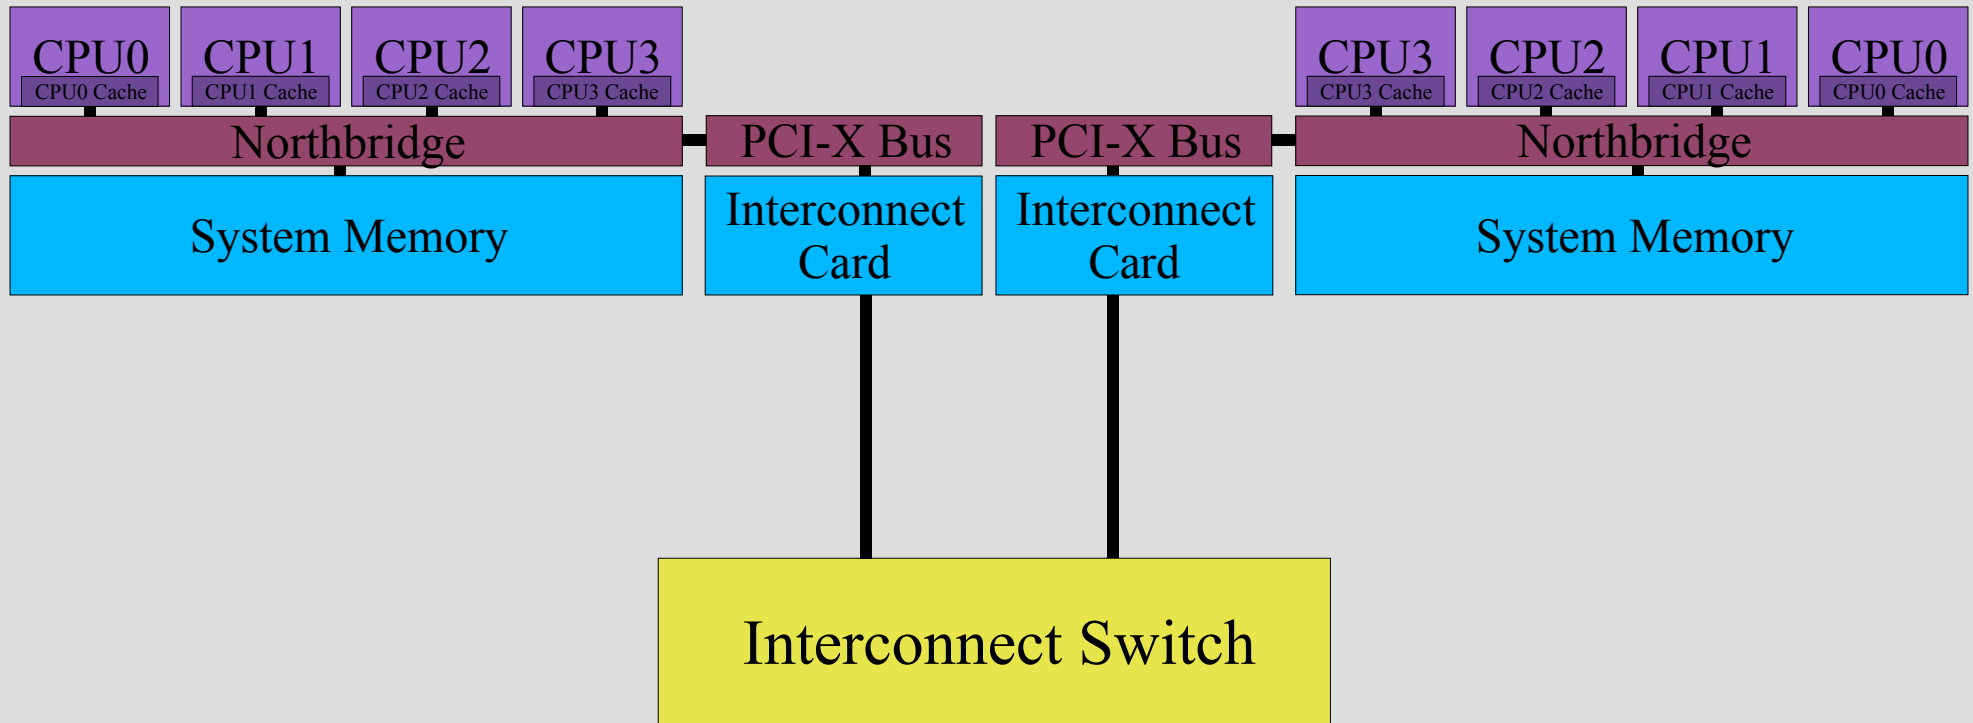 CPU0
CPU0 Cache
CPU1
CPU1 Cache
CPU2
CPU2 Cache
CPU3
CPU3 Cache
Northbridge
System Memory
PCI-X Bus
Interconnect
Card
PCI-X Bus
Interconnect
Card
CPU3
CPU3 Cache
CPU2
CPU2 Cache
CPU1
CPU1 Cache
CPU0
CPU0 Cache
Northbridge
System Memory
Interconnect Switch